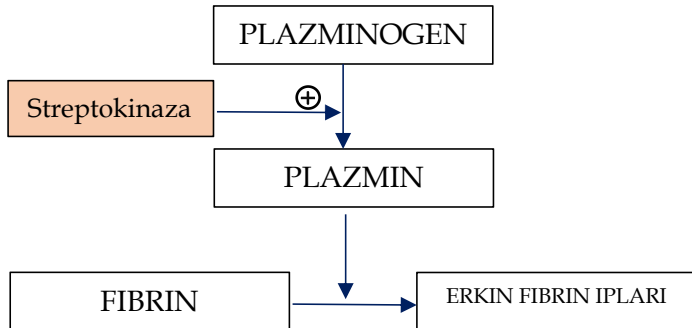 PLAZMINOGEN
Streptokinaza
+
PLAZMIN
FIBRIN
ERKIN FIBRIN IPLARI